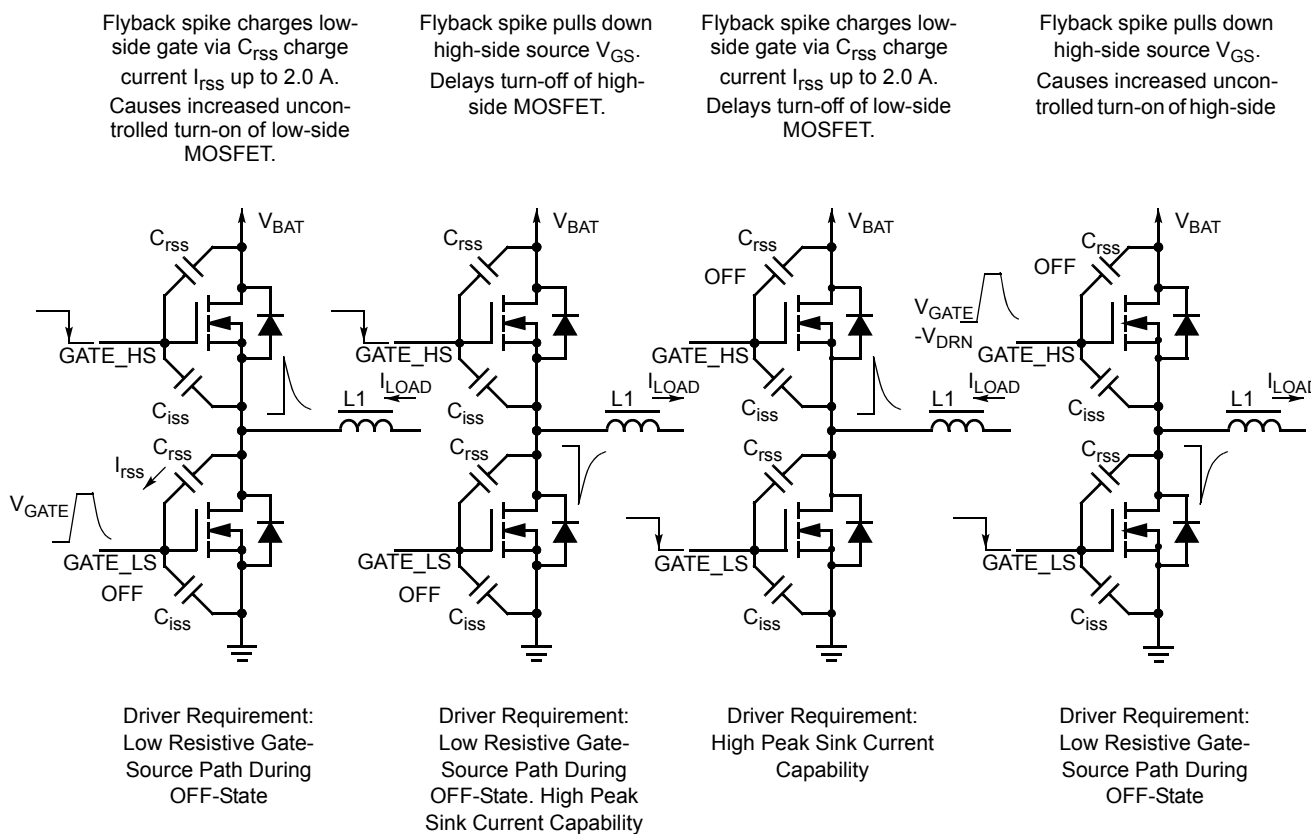 Flyback spike charges low-
side gate via Crss charge
current Irss up to 2.0 A.
Causes increased uncon-
trolled turn-on of low-side
MOSFET.
Flyback spike pulls down
high-side source VGS.
Delays turn-off of high-
side MOSFET.
Flyback spike charges low-
side gate via Crss charge
current Irss up to 2.0 A.
Delays turn-off of low-side
MOSFET.
Flyback spike pulls down
high-side source VGS.
Causes increased uncon-
trolled turn-on of high-side
VBAT
Crss
GATE_HS
Ciss
ILOAD
L1
Irss
Crss
VGATE
GATE_LS
OFF
Ciss
VBAT
Crss
GATE_HS
Ciss
ILOAD
L1
Crss
GATE_LS
OFF
Ciss
VBAT
Crss
OFF
GATE_HS
Ciss
ILOAD
L1
Crss
GATE_LS
Ciss
VBAT
Crss
OFF
VGATE
-VDRN
GATE_HS
Ciss
ILOAD
L1
Crss
GATE_LS
Ciss
Driver Requirement:
Low Resistive Gate-
Source Path During
OFF-State
Driver Requirement:
Low Resistive Gate-
Source Path During
OFF-State. High Peak
Sink Current Capability
Driver Requirement:
High Peak Sink Current
Capability
Driver Requirement:
Low Resistive Gate-
Source Path During
OFF-State